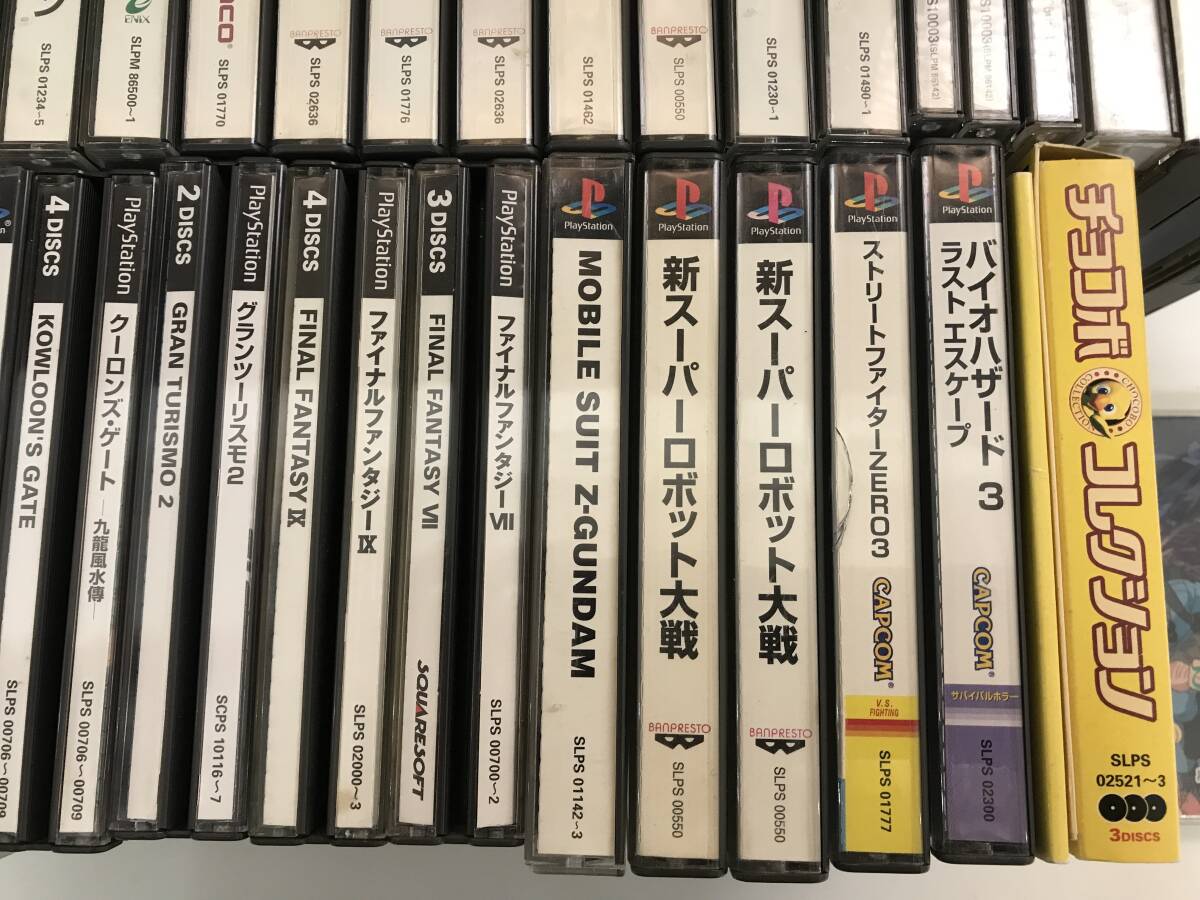 ENIX
SLPS 01234~5
SLPM 86500~1
SLPS 01770
BANPRESTO
SLPS 02636
BANPRESTO
SLPS 01776
BANPRESTO
SLPS 02636
SLPS 01462
BANPRESTO
SLPS 00550
SLPS 01230~1
SLPS 01490~1
SLPS 00706~00709
4 DISCS
KOWLOON'S GATE
PlayStation
クーロンズ・ゲート
―九龍風水傳―
SLPS 00706~00709
2 DISCS
GRAN TURISMO 2
PlayStation
グランツーリスモ2
SCPS 10116~7
4 DISCS
FINAL FANTASY IX
PlayStation
ファイナルファンタジーIX
SLPS 02000~3
3 DISCS
FINAL FANTASY VII
SQUARESOFT
PlayStation
ファイナルファンタジーVII
SLPS 00700~2
PlayStation
MOBILE SUIT Z-GUNDAM
SLPS 01142~3
PlayStation
新スーパーロボット大戦
BANPRESTO
SLPS 00550
PlayStation
新スーパーロボット大戦
BANPRESTO
SLPS 00550
PlayStation
ストリートファイターZERO3
CAPCOM®
V.S.
FIGHTING
SLPS 01777
PlayStation
バイオハザード 3
ラスト エスケープ
CAPCOM®
サバイバルホラー
SLPS 02300
チョコボ
CHOCOBO
COLLECTION
コレクション
SLPS
02521~3
3DISCS